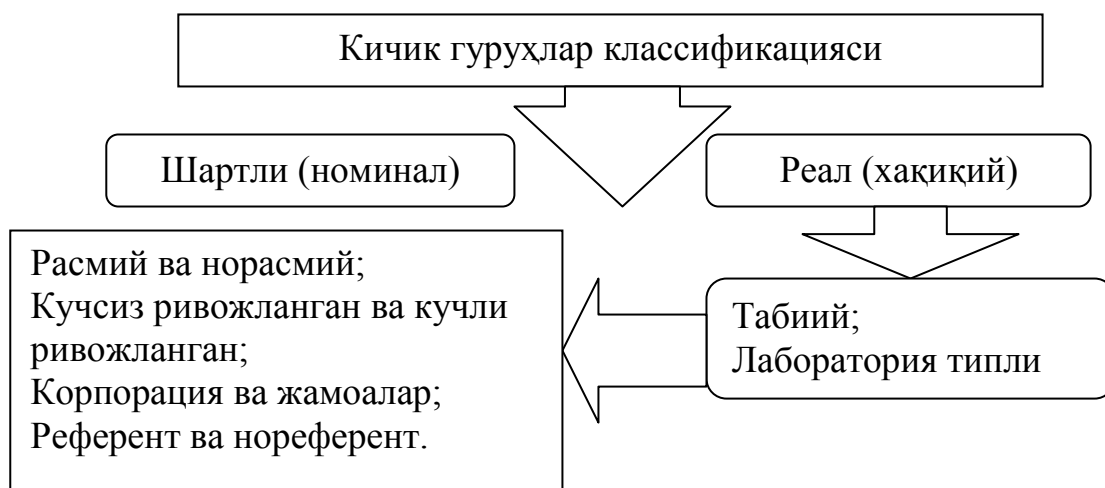 Кичик гуруҳлар классификацияси
Шартли (номинал)
Реал (хақиқий)
Расмий ва норасмий;
Кучсиз ривожланган ва кучли
ривожланган;
Корпорация ва жамоалар;
Референт ва нореферент.
Табиий;
Лаборатория типли